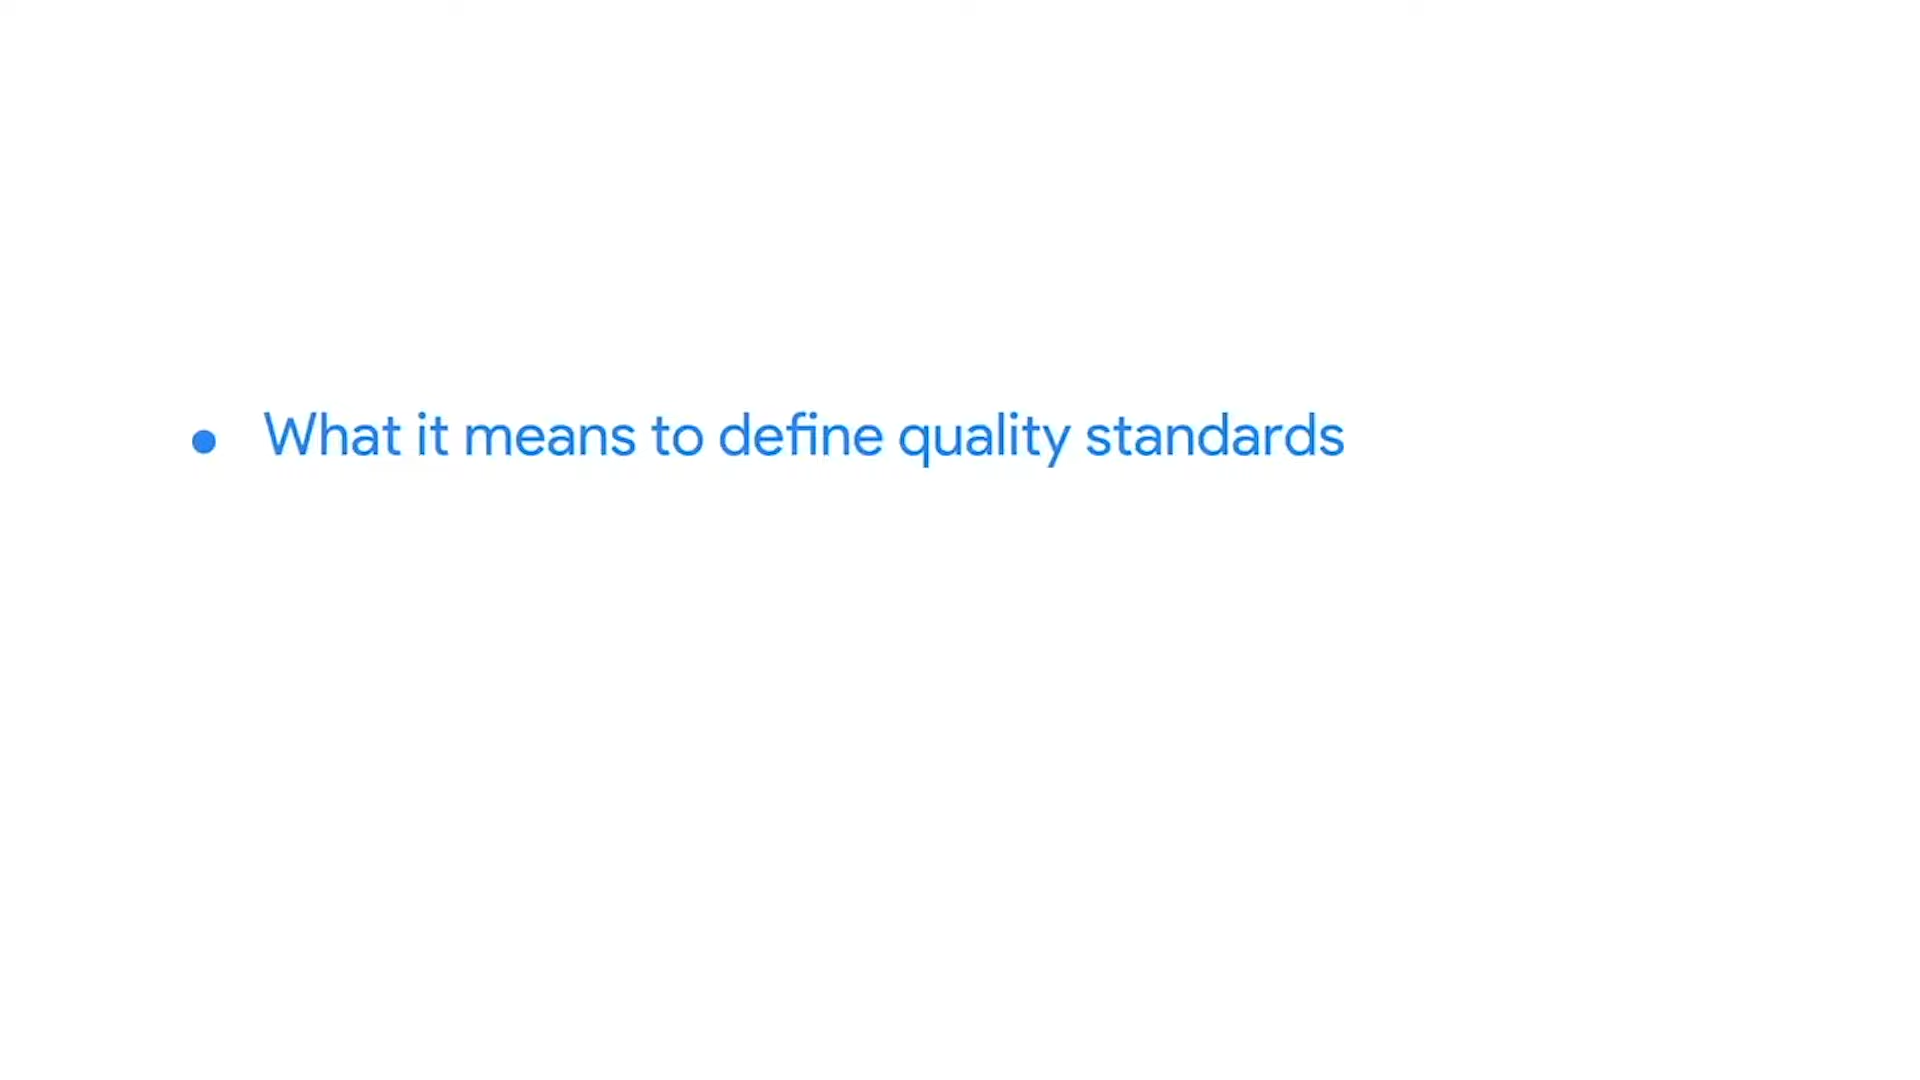 • What it means to define quality standards